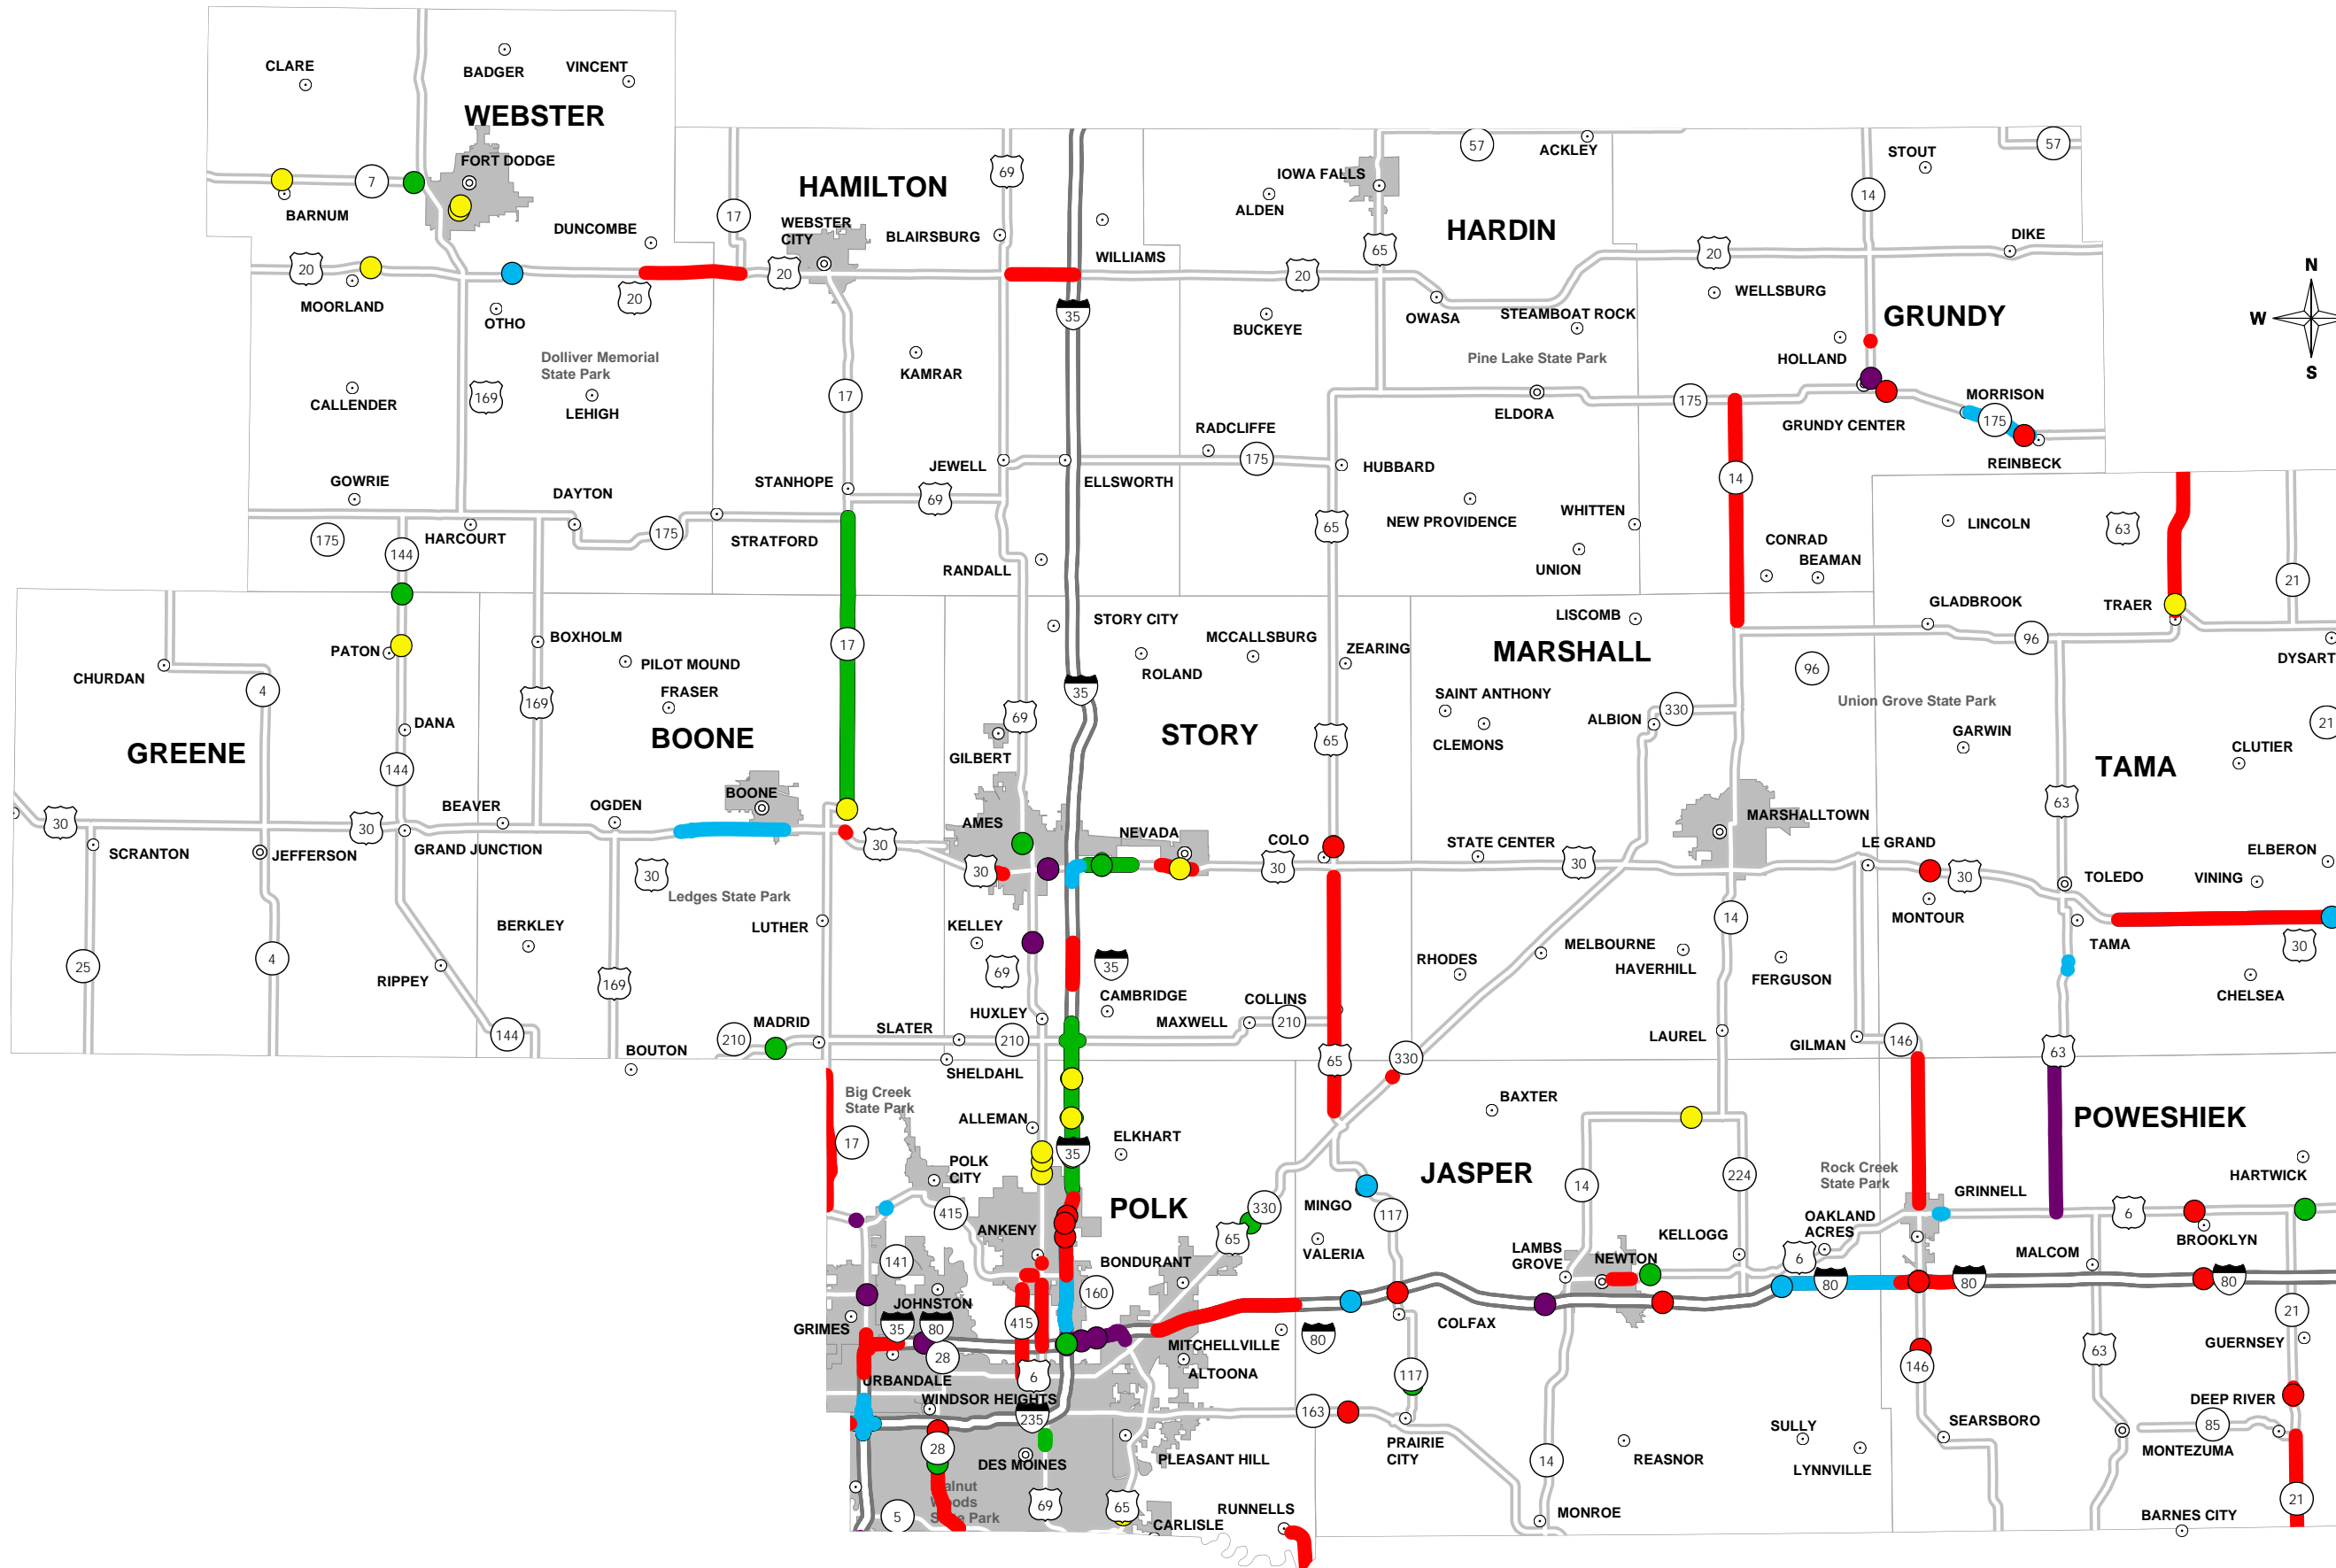 CLARE
BADGER
VINCENT
WEBSTER
FORT DODGE
7
BARNUM
DUNCOMBE
20
MOORLAND
OTHO
20
Dolliver Memorial
State Park
CALLENDER
169
LEHIGH
GOWRIE
DAYTON
175
144
HARCOURT
175
STRATFORD
HAMILTON
17
WEBSTER
CITY
BLAIRSBURG
69
20
WILLIAMS
35
KAMRAR
17
JEWELL
STANHOPE
69
ELLSWORTH
RANDALL
57
ACKLEY
IOWA FALLS
ALDEN
HARDIN
65
20
BUCKEYE
OWASA
STEAMBOAT ROCK
Pine Lake State Park
ELDORA
RADCLIFFE
175
HUBBARD
65
NEW PROVIDENCE
WHITTEN
UNION
57
STOUT
14
DIKE
20
WELLSBURG
GRUNDY
HOLLAND
175
MORRISON
175
GRUNDY CENTER
REINBECK
14
CONRAD
BEAMAN
N
W
S
LINCOLN
63
21
GLADBROOK
TRAER
96
DYSART
CHURDAN
4
PATON
DANA
GREENE
144
30
30
SCRANTON
JEFFERSON
GRAND JUNCTION
25
4
RIPPEY
144
BOXHOLM
PILOT MOUND
FRASER
169
BOONE
17
BEAVER
OGDEN
BOONE
30
30
Ledges State Park
BERKLEY
LUTHER
169
210
MADRID
BOUTON
STORY CITY
MCCALLSBURG
ZEARING
ROLAND
35
69
STORY
65
GILBERT
AMES
NEVADA
COLO
30
30
KELLEY
69
35
CAMBRIDGE
COLLINS
HUXLEY
MAXWELL
210
SLATER
210
SHELDAHL
65
LISCOMB
MARSHALL
SAINT ANTHONY
ALBION
330
CLEMONS
96
MARSHALLTOWN
STATE CENTER
30
LE GRAND
14
MELBOURNE
RHODES
HAVERHILL
FERGUSON
LAUREL
GILMAN
146
330
Union Grove State Park
GARWIN
21
CLUTIER
TAMA
63
ELBERON
30
TOLEDO
VINING
MONTOUR
TAMA
30
CHELSEA
63
Big Creek
State Park
17
ALLEMAN
ELKHART
35
POLK
CITY
415
ANKENY
POLK
330
65
BONDURANT
141
160
JOHNSTON
35
80
415
GRIMES
28
MITCHELLVILLE
ALTOONA
6
URBANDALE
WINDSOR HEIGHTS
235
28
DES MOINES
PLEASANT HILL
69
65
5
State Park
RUNNELLS
CARLISLE
BAXTER
JASPER
14
224
MINGO
117
VALERIA
LAMBS
GROVE
NEWTON
KELLOGG
80
COLFAX
117
163
PRAIRIE
CITY
14
REASNOR
SULLY
LYNNVILLE
MONROE
POWESHIEK
Rock Creek
State Park
GRINNELL
HARTWICK
6
OAKLAND
ACRES
6
BROOKLYN
MALCOM
80
80
80
21
GUERNSEY
146
63
DEEP RIVER
SEARSBORO
85
MONTEZUMA
21
BARNES CITY